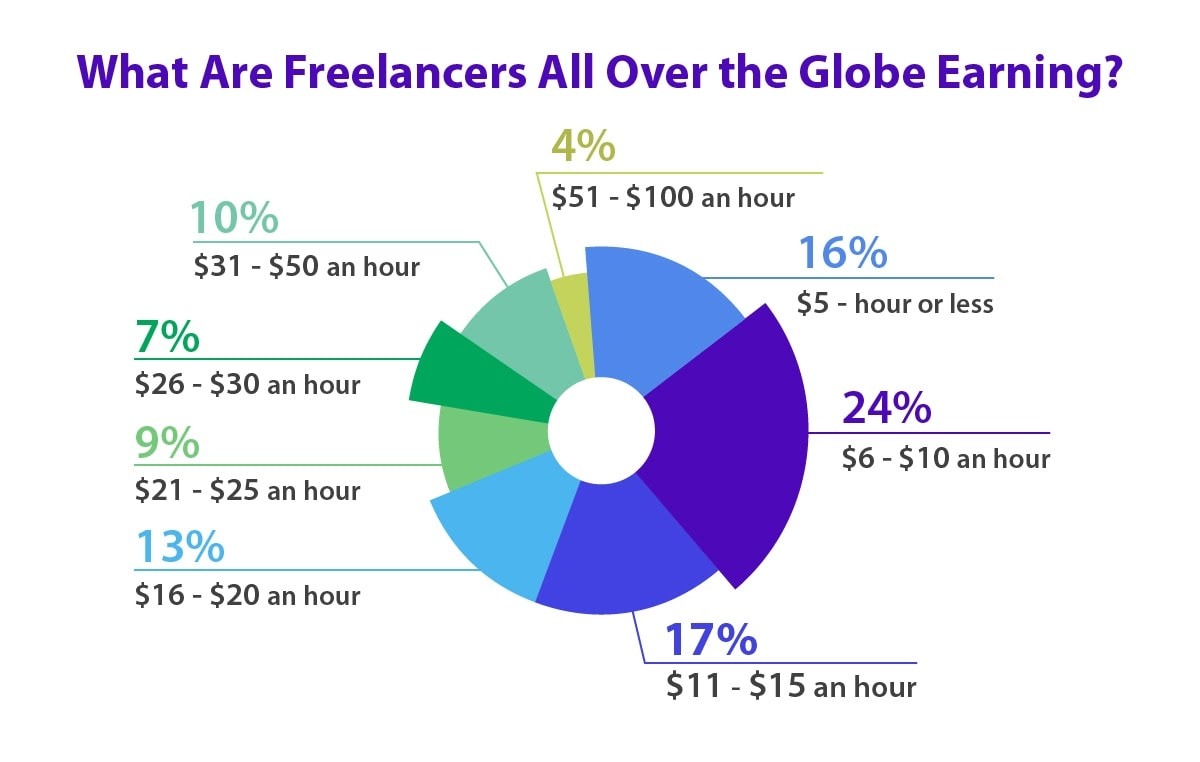 What Are Freelancers All Over the Globe Earning?
4%
$51 - $100 an hour
16%
$5 - hour or less
24%
$6 - $10 an hour
17%
$11 - $15 an hour
13%
$16 - $20 an hour
9%
$21 - $25 an hour
7%
$26 - $30 an hour
10%
$31 - $50 an hour